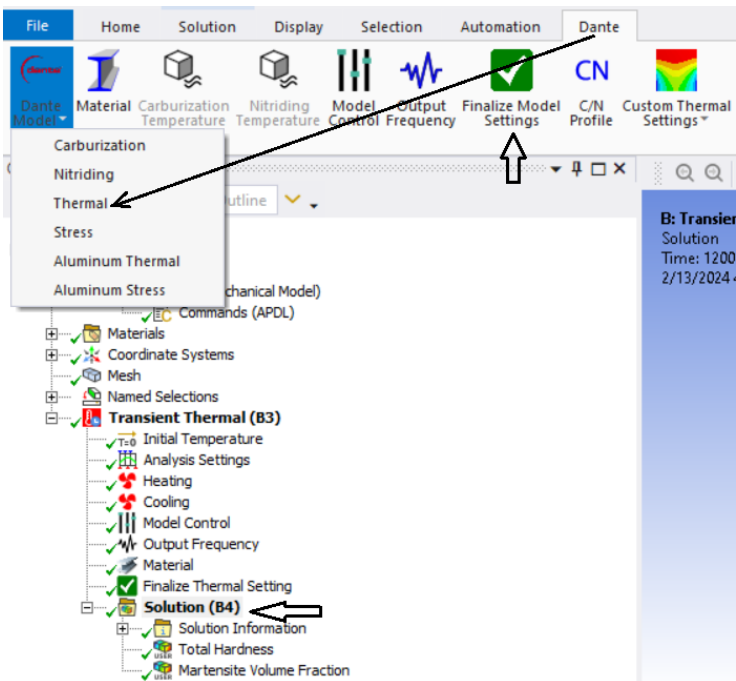 File Home Solution Display Selection Automation Dante
dante
CN
Dante Material Carburization Nitriding Model Output Finalize Model C/N Custom Thermal
Model Temperature Temperature Control Frequency Settings Profile Settings
Carburization
Nitriding
Thermal
Stress
Aluminum Thermal
Aluminum Stress
utline
B: Transien
Solution
Time: 1200
2/13/2024
chanical Model)
Commands (APDL)
Materials
Coordinate Systems
Mesh
Named Selections
Transient Thermal (B3)
T=0 Initial Temperature
Analysis Settings
Heating
Cooling
Model Control
Output Frequency
Material
Finalize Thermal Setting
Solution (B4)
Solution Information
USER Total Hardness
USER Martensite Volume Fraction